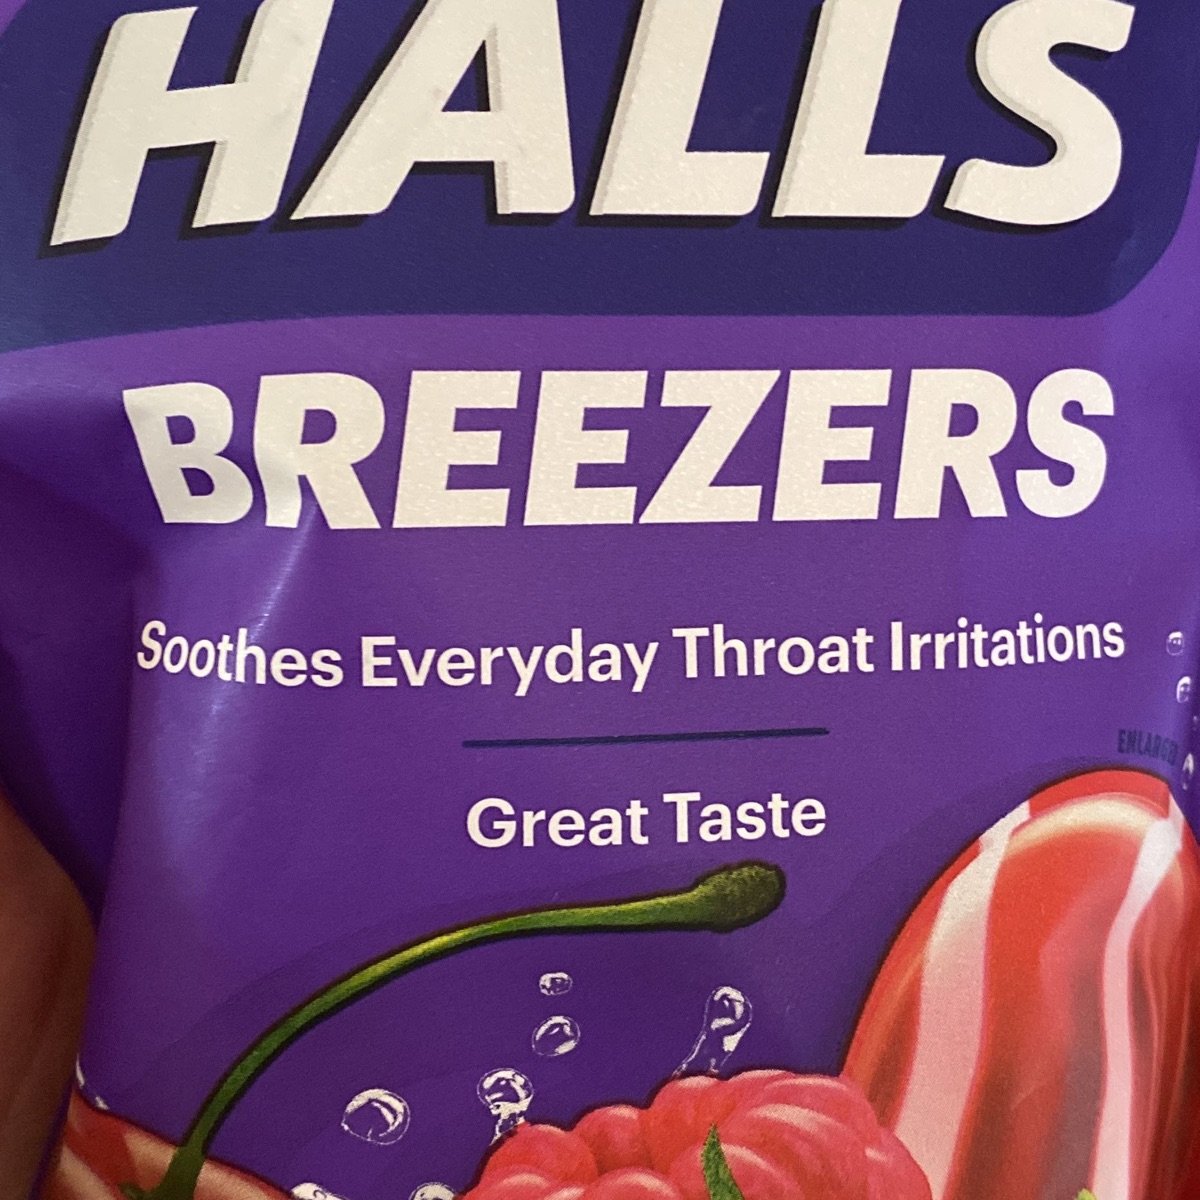 HALLS
BREEZERS
Soothes Everyday Throat Irritations
Great Taste